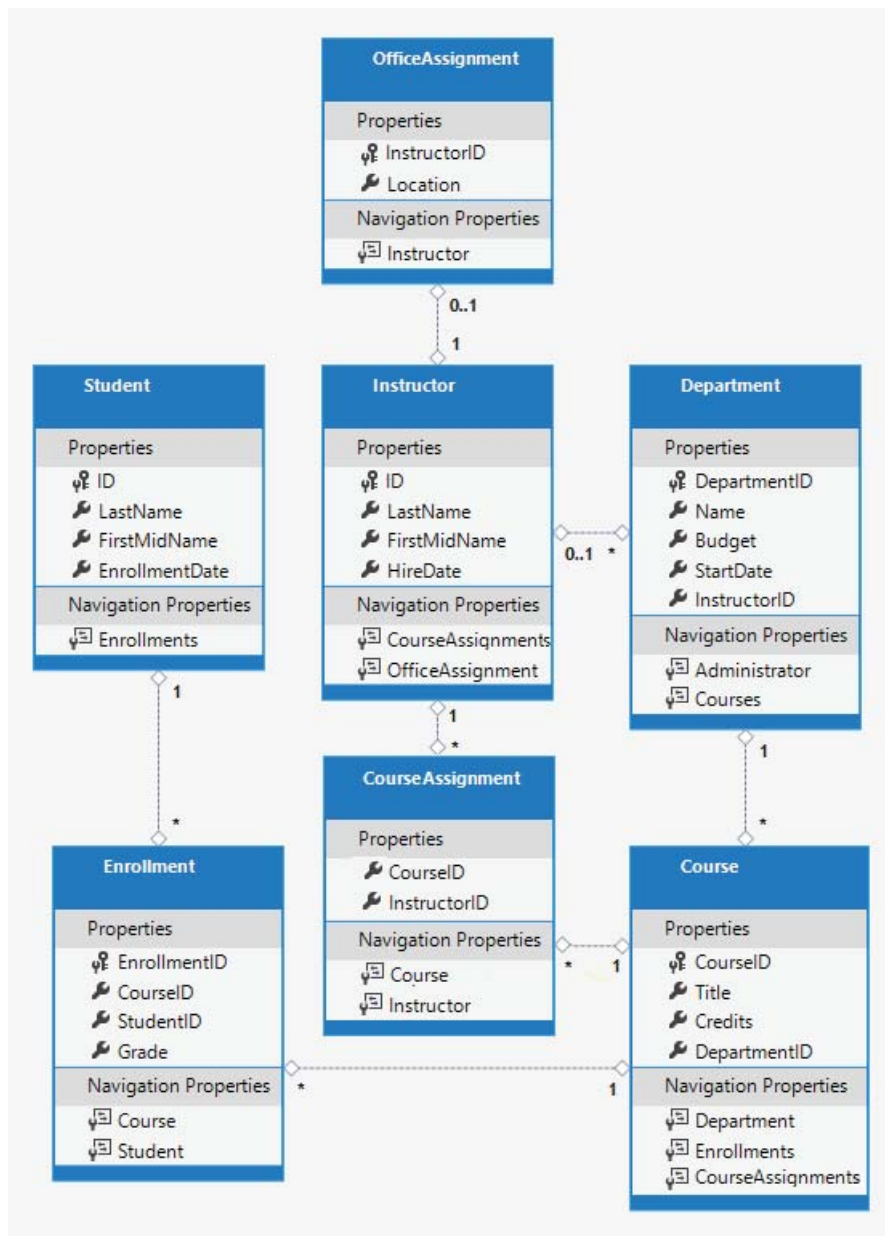 OfficeAssignment
Properties
InstructorID
Location
Navigation Properties
Instructor
0..1
1
Student
Properties
ID
LastName
FirstMidName
EnrollmentDate
Navigation Properties
Enrollments
Instructor
Properties
ID
LastName
FirstMidName
HireDate
Navigation Properties
CourseAssignments
OfficeAssignment
0..1 *
Department
Properties
DepartmentID
Name
Budget
StartDate
InstructorID
Navigation Properties
Administrator
Courses
1
*
1
*
1
*
Enrollment
Properties
EnrollmentID
CourseID
StudentID
Grade
Navigation Properties
Course
Student
CourseAssignment
Properties
CourseID
InstructorID
Navigation Properties
Course
Instructor
* 1
* 1
Course
Properties
CourseID
Title
Credits
DepartmentID
Navigation Properties
Department
Enrollments
CourseAssignments